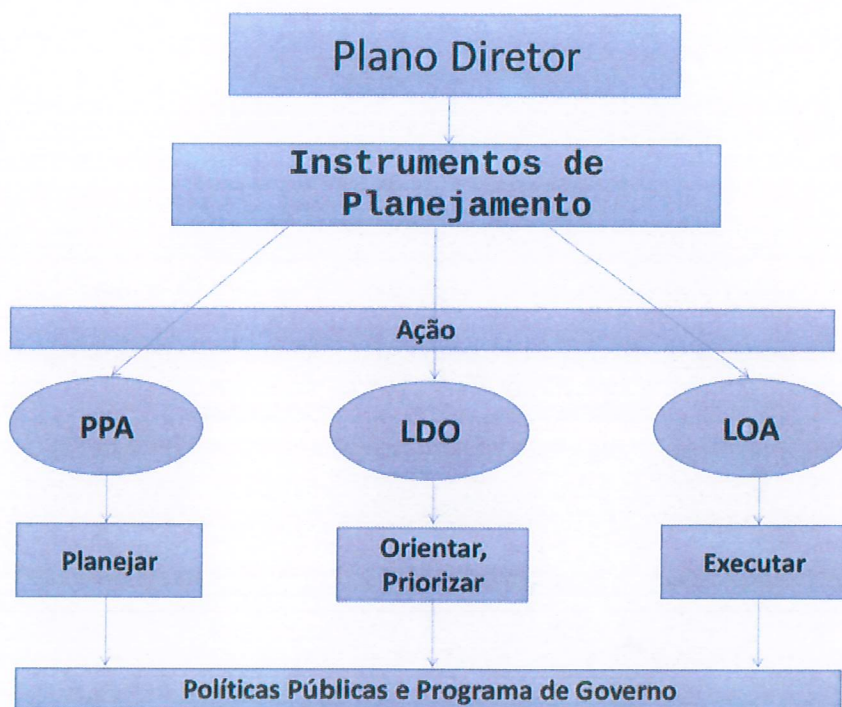 Plano Diretor
Instrumentos de
Planejamento
Ação
PPA
LDO
LOA
Planejar
Orientar,
Priorizar
Executar
Políticas Públicas e Programa de Governo